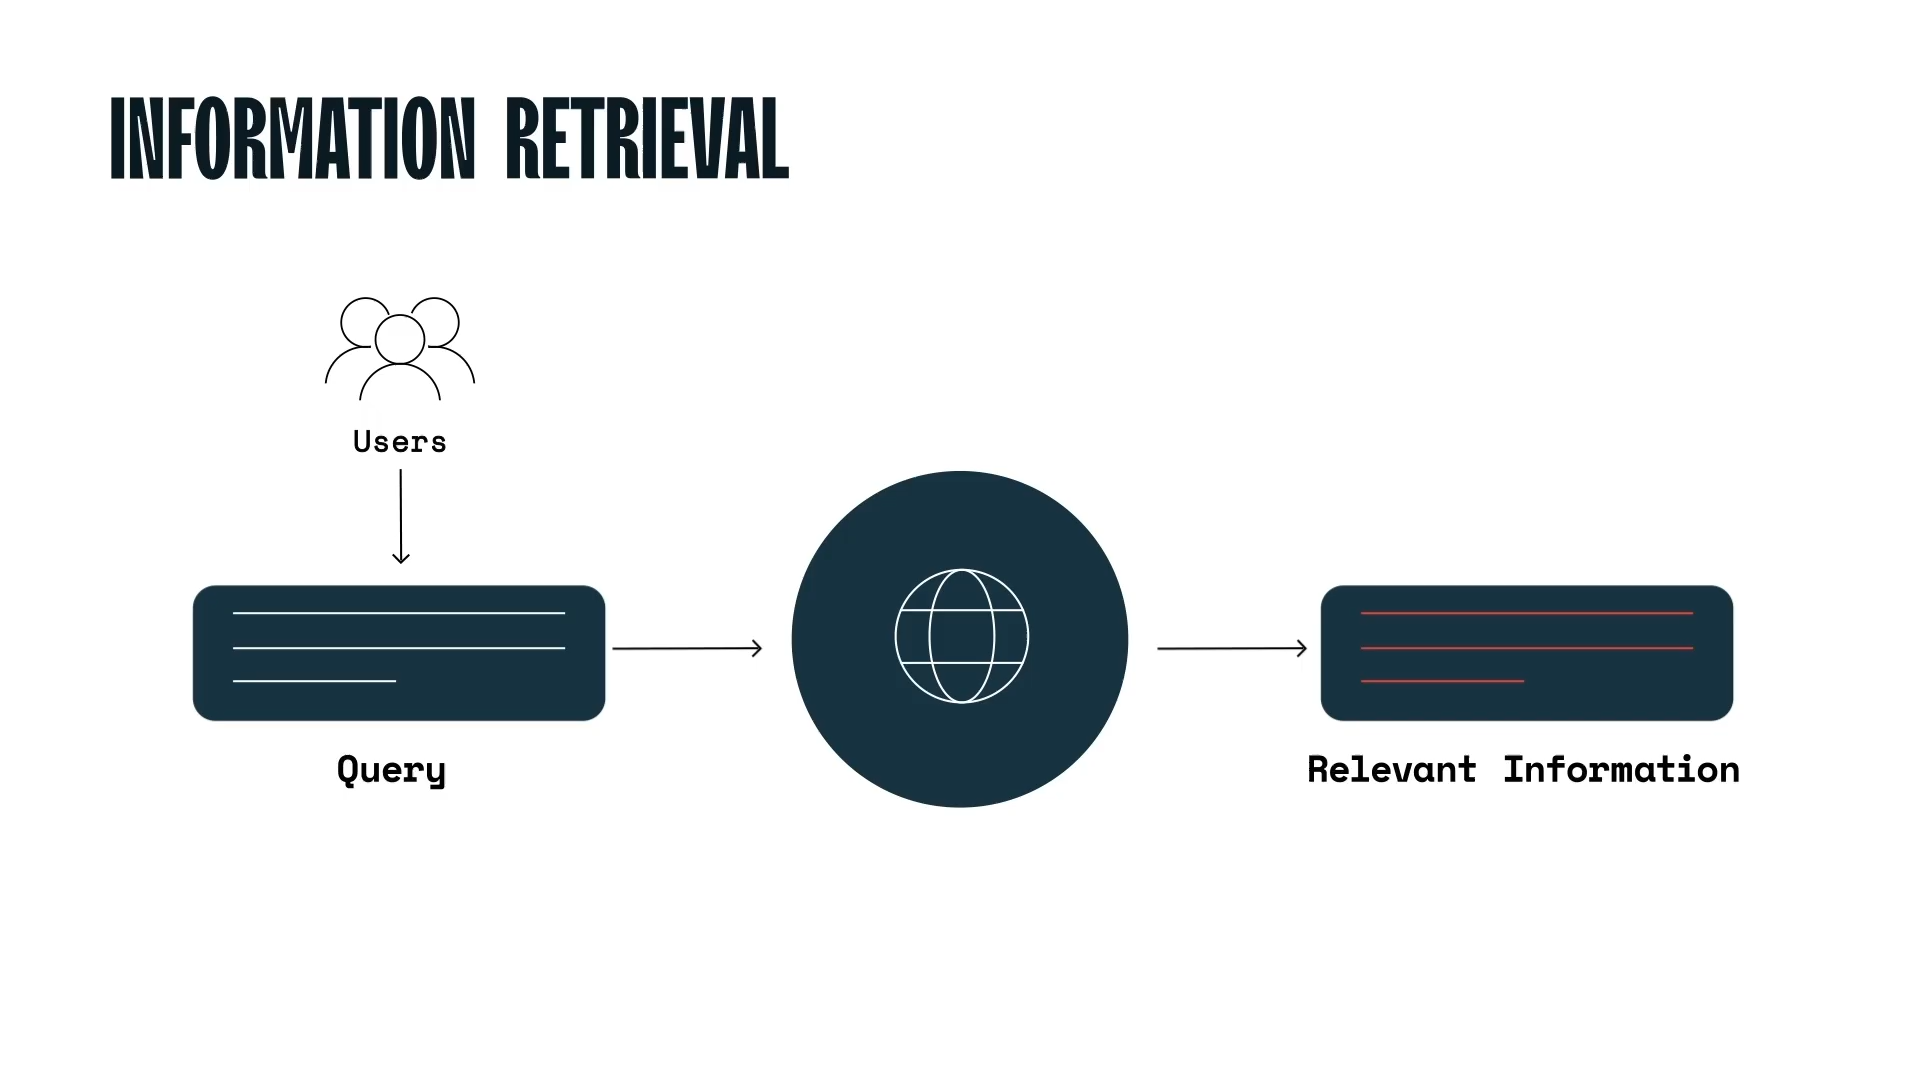 INFORMATION RETRIEVAL
Users
Query
Relevant Information